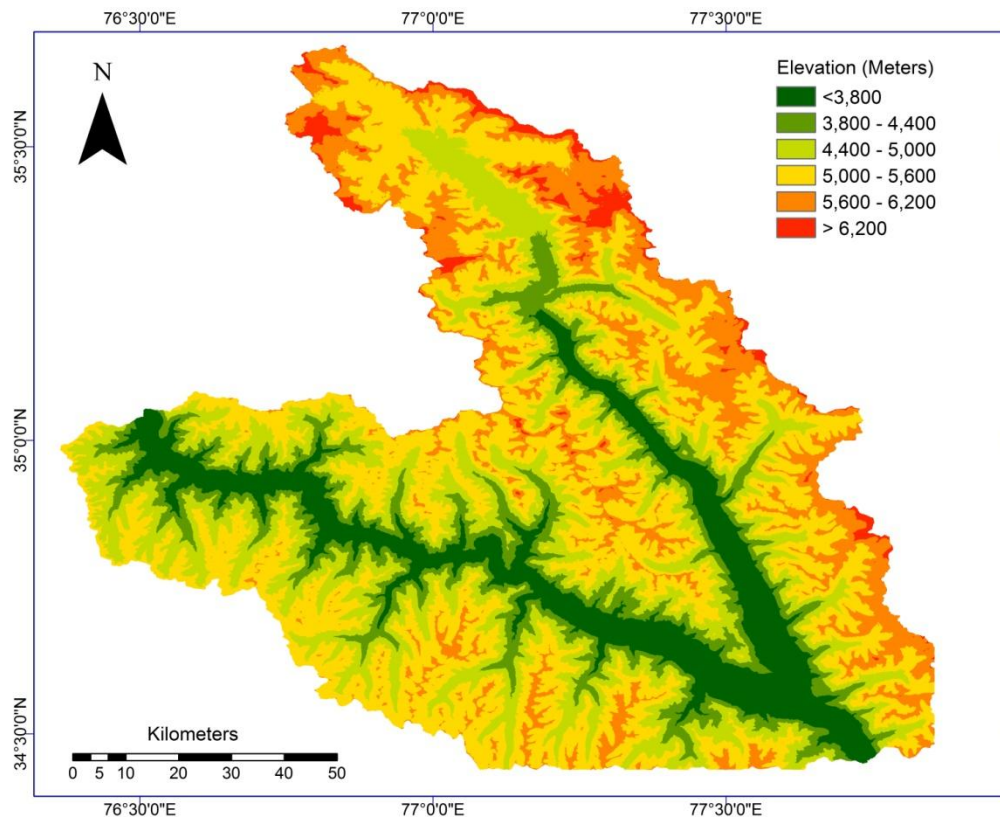 76°30'0"E
77°0'0"E
77°30'0"E
N
Elevation (Meters)
<3,800
3,800 - 4,400
4,400 - 5,000
5,000 - 5,600
5,600 - 6,200
> 6,200
35°30'0"N
35°0'0"N
34°30'0"N
Kilometers
0 5 10 20 30 40 50
76°30'0"E
77°0'0"E
77°30'0"E